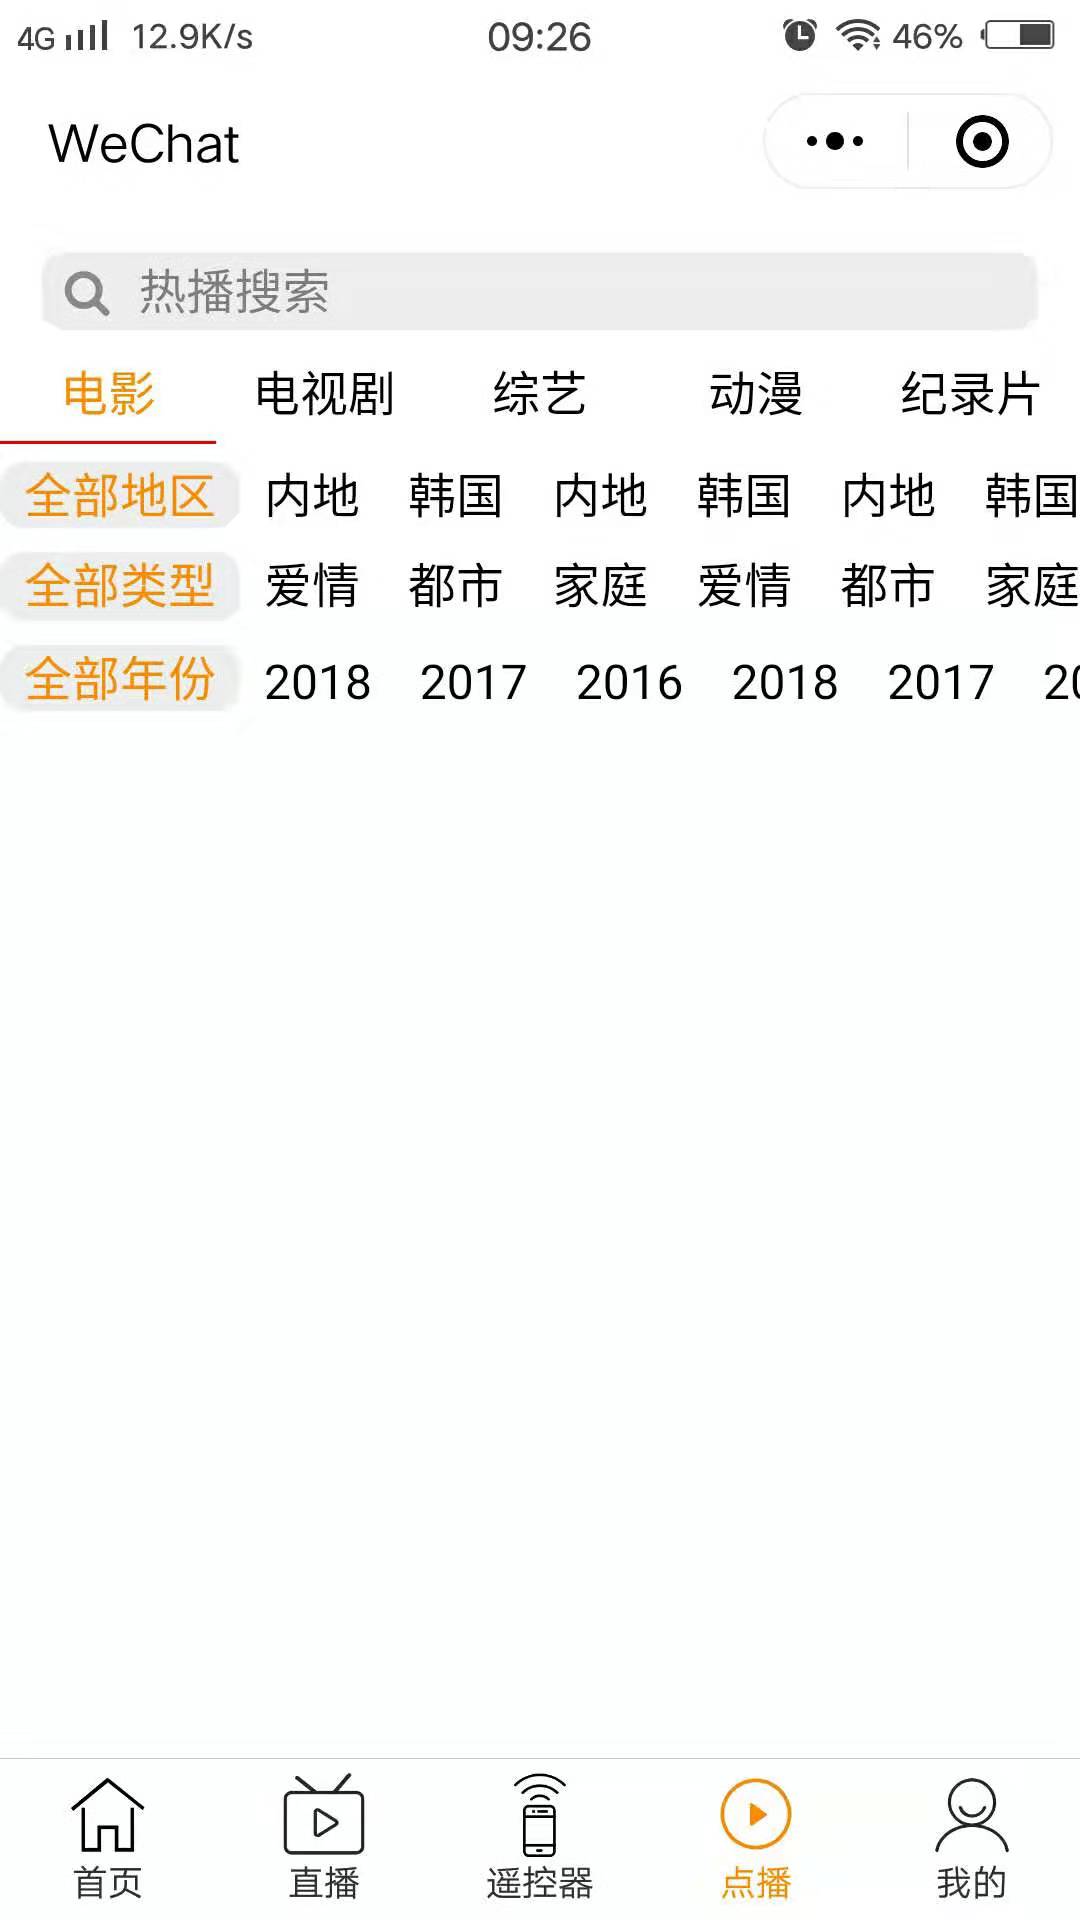 4G 12.9K/s 09:26 46%
WeChat
热播搜索
电影 电视剧 综艺 动漫 纪录片
全部地区 内地 韩国 内地 韩国 内地 韩国
全部类型 爱情 都市 家庭 爱情 都市 家庭
全部年份 2018 2017 2016 2018 2017
首页 直播 遥控器 点播 我的